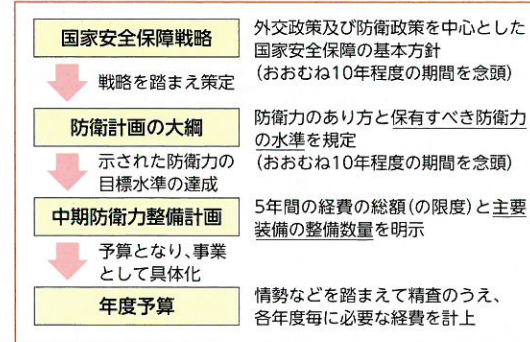 国家安全保障戦略
外交政策及び防衛政策を中心とした
国家安全保障の基本方針
(おおむね10年程度の期間を念頭)
戦略を踏まえ策定
防衛計画の大綱
防衛力のあり方と保有すべき防衛力
の水準を規定
(おおむね10年程度の期間を念頭)
示された防衛力の
目標水準の達成
中期防衛力整備計画
5年間の経費の総額(の限度)と主要
装備の整備数量を明示
予算となり、事業
として具体化
年度予算
情勢などを踏まえて精査のうえ、
各年度毎に必要な経費を計上